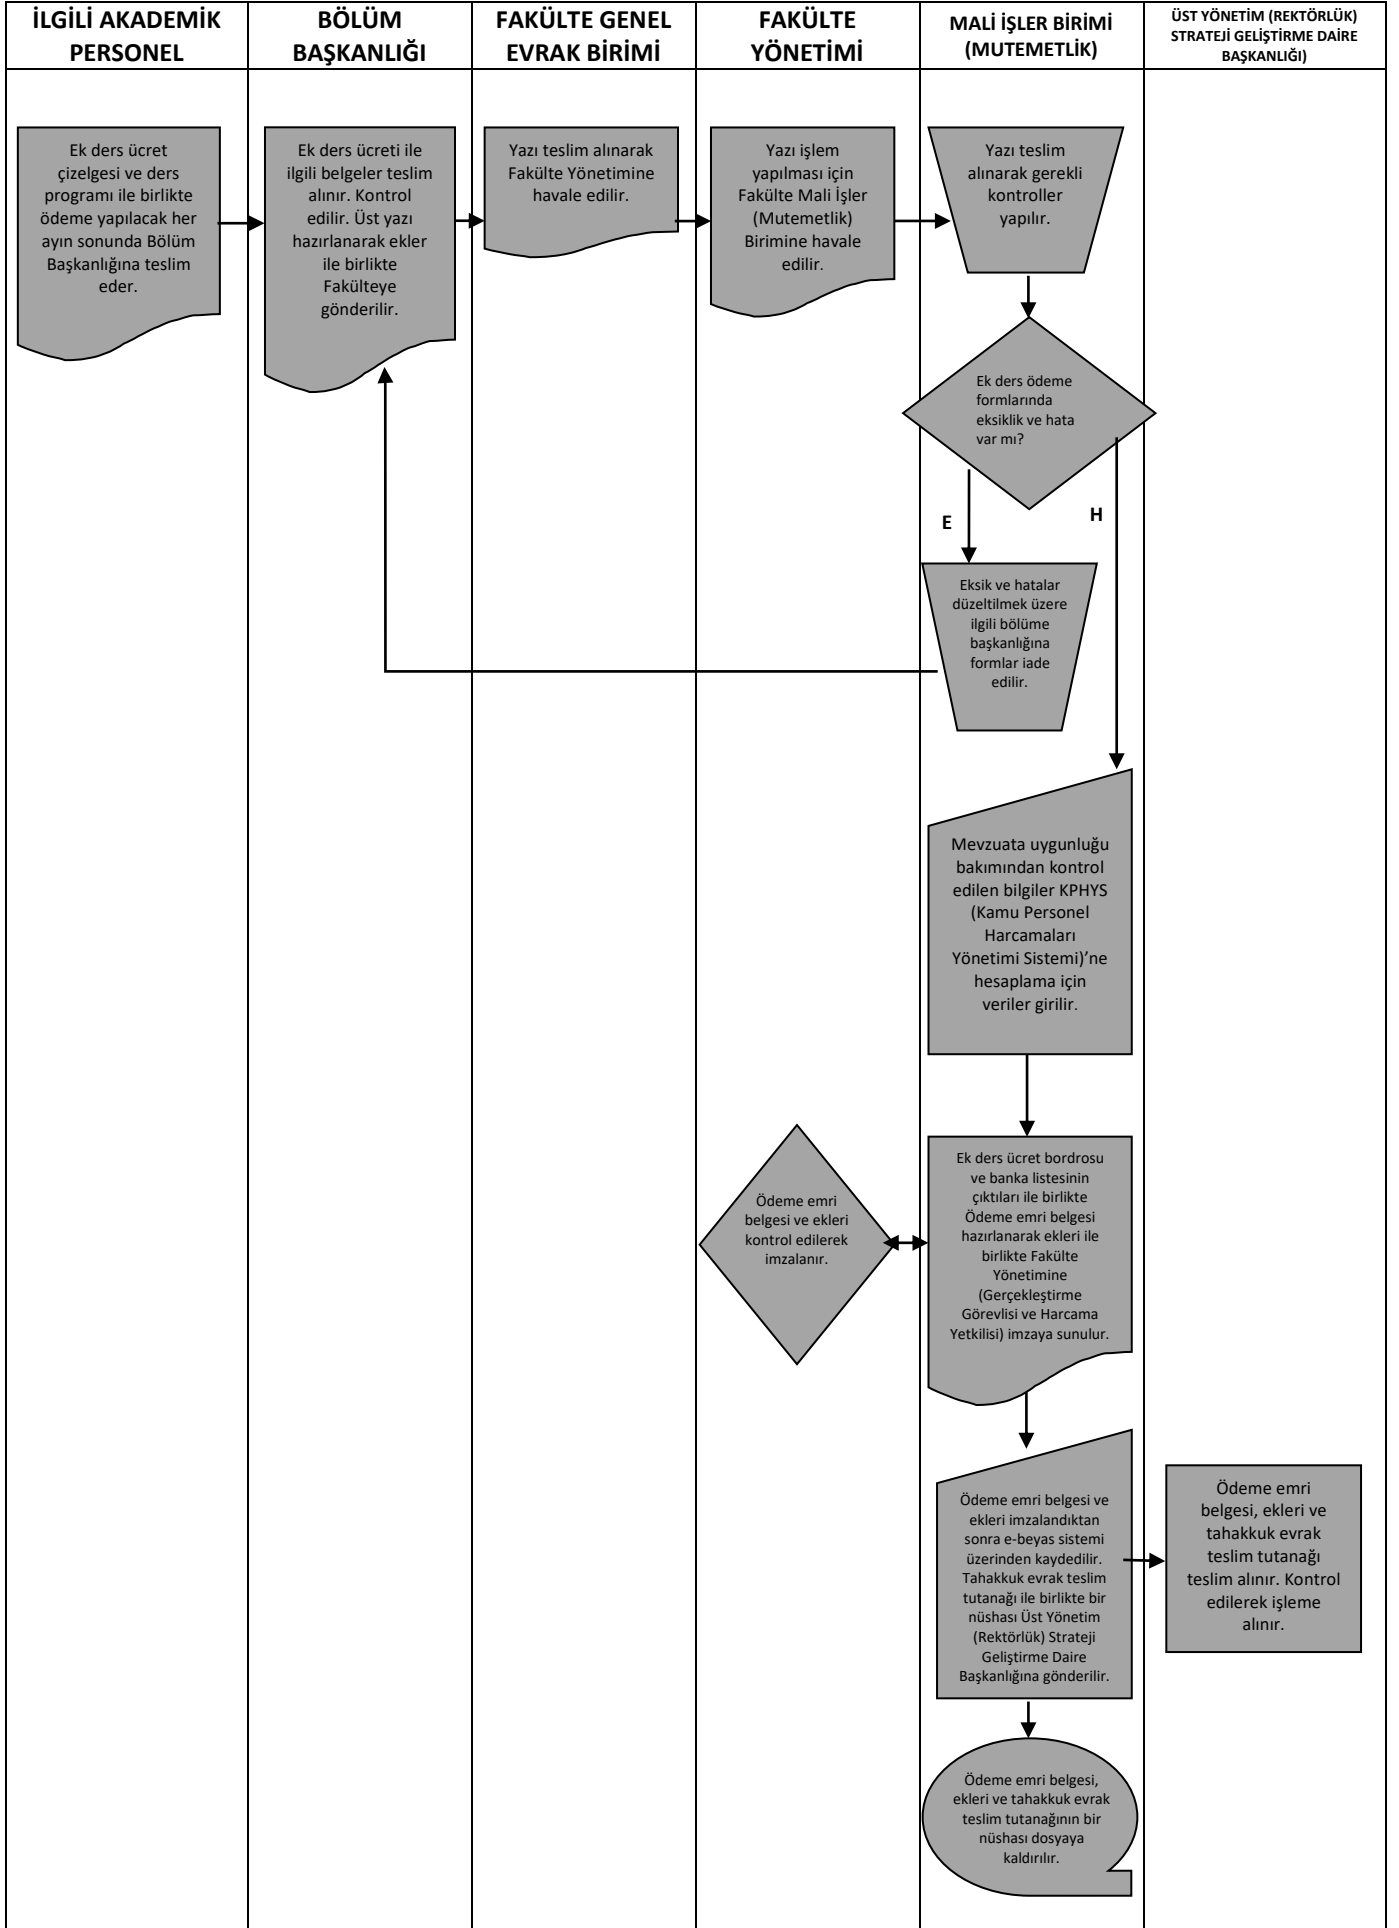 İLGİLİ AKADEMİK
PERSONEL
BÖLÜM
BAŞKANLIĞI
FAKÜLTE GENEL
EVRAK BİRİMİ
FAKÜLTE
YÖNETİMİ
MALİ İŞLER BİRİMİ
(MUTEMETLİK)
ÜST YÖNETİM (REKTÖRLÜK)
STRATEJİ GELİŞTİRME DAİRE
BAŞKANLIĞI)
Ek ders ücret
çizelgesi ve ders
programı ile birlikte
ödeme yapılacak her
ayın sonunda Bölüm
Başkanlığına teslim
eder.
Ek ders ücreti ile
ilgili belgeler teslim
alınır. Kontrol
edilir. Üst yazı
hazırlanarak ekler
ile birlikte
Fakülteye
gönderilir.
Yazı teslim alınarak
Fakülte Yönetimine
havale edilir.
Yazı işlem
yapılması için
Fakülte Mali İşler
(Mutemetlik)
Birimine havale
edilir.
Yazı teslim
alınarak gerekli
kontroller
yapılır.
Ek ders ödeme
formlarında
eksiklik ve hata
var mı?
E
H
Eksik ve hatalar
düzeltilmek üzere
ilgili bölüme
başkanlığına
formlar iade
edilir.
Mevzuata uygunluğu
bakımından kontrol
edilen bilgiler KPHYS
(Kamu Personel
Harcamaları
Yönetimi Sistemi)’ne
hesaplama için
veriler girilir.
Ödeme emri
belgesi ve ekleri
kontrol edilerek
imzalanır.
Ek ders ücret bordrosu
ve banka listesinin
çıktıları ile birlikte
Ödeme emri belgesi
hazırlanarak ekleri ile
birlikte Fakülte
Yönetimine
(Gerçekleştirme
Görevlisi ve Harcama
Yetkilisi) imzaya sunulur.
Ödeme emri belgesi ve
ekleri imzalandıktan
sonra e-beyas sistemi
üzerinden kaydedilir.
Tahakkuk evrak teslim
tutanağı ile birlikte bir
nüshası Üst Yönetim
(Rektörlük) Strateji
Geliştirme Daire
Başkanlığına gönderilir.
Ödeme emri
belgesi, ekleri ve
tahakkuk evrak
teslim tutanağı
teslim alınır. Kontrol
edilerek işleme
alınır.
Ödeme emri belgesi,
ekleri ve tahakkuk evrak
teslim tutanağının bir
nüshası dosyaya
kaldırılır.